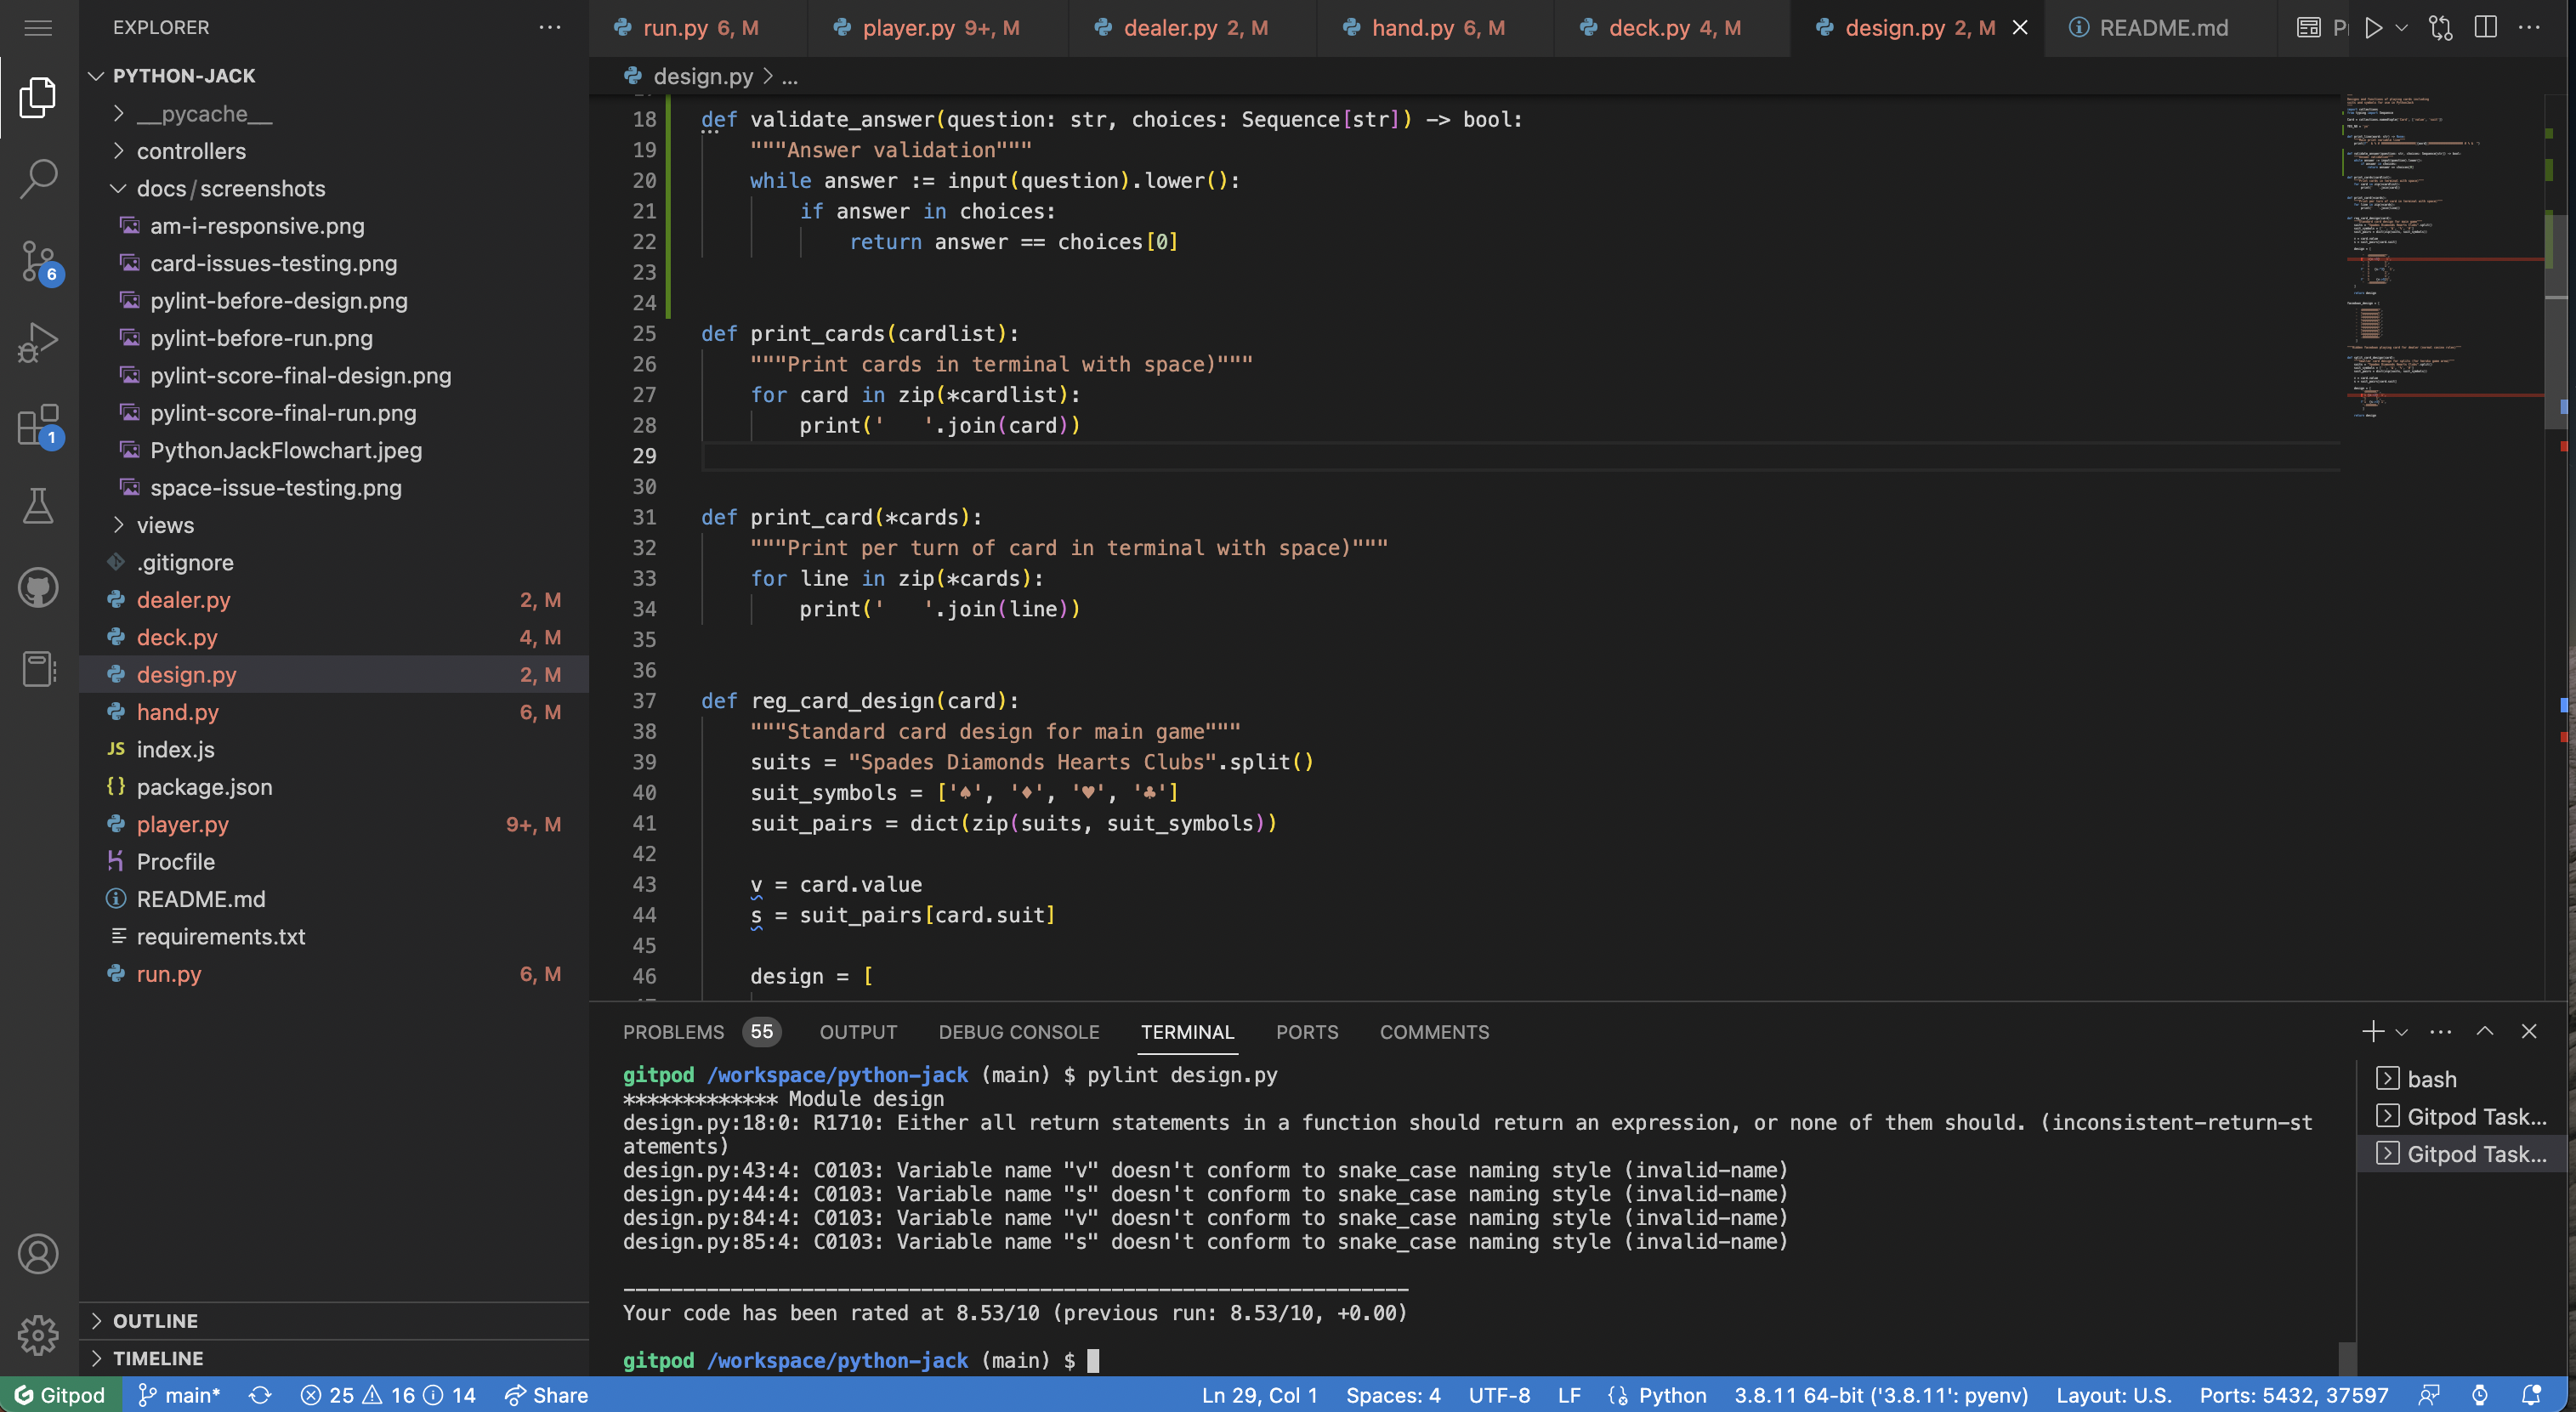 EXPLORER
PYTHON-JACK
__pycache__
controllers
docs/screenshots
am-i-responsive.png
card-issues-testing.png
pylint-before-design.png
pylint-before-run.png
pylint-score-final-design.png
pylint-score-final-run.png
PythonJackFlowchart.jpeg
space-issue-testing.png
views
.gitignore
dealer.py 2, M
deck.py 4, M
design.py 2, M
hand.py 6, M
JS index.js
{} package.json
player.py 9+, M
Procfile
README.md
requirements.txt
run.py 6, M
OUTLINE
TIMELINE
6
1
run.py 6, M player.py 9+, M dealer.py 2, M hand.py 6, M deck.py 4, M design.py 2, M README.md
design.py > ...
18 def validate_answer(question: str, choices: Sequence[str]) -> bool:
19 """Answer validation"""
20 while answer := input(question).lower():
21 if answer in choices:
22 return answer == choices[0]
23
24
25 def print_cards(cardlist):
26 """Print cards in terminal with space)"""
27 for card in zip(*cardlist):
28 print('   '.join(card))
29
30
31 def print_card(*cards):
32 """Print per turn of card in terminal with space)"""
33 for line in zip(*cards):
34 print('   '.join(line))
35
36
37 def reg_card_design(card):
38 """Standard card design for main game"""
39 suits = "Spades Diamonds Hearts Clubs".split()
40 suit_symbols = ['♠', '♦', '♥', '♣']
41 suit_pairs = dict(zip(suits, suit_symbols))
42
43 v = card.value
44 s = suit_pairs[card.suit]
45
46 design = [
PROBLEMS 55 OUTPUT DEBUG CONSOLE TERMINAL PORTS COMMENTS
gitpod /workspace/python-jack (main) $ pylint design.py
************* Module design
design.py:18:0: R1710: Either all return statements in a function should return an expression, or none of them should. (inconsistent-return-st
atements)
design.py:43:4: C0103: Variable name "v" doesn't conform to snake_case naming style (invalid-name)
design.py:44:4: C0103: Variable name "s" doesn't conform to snake_case naming style (invalid-name)
design.py:84:4: C0103: Variable name "v" doesn't conform to snake_case naming style (invalid-name)
design.py:85:4: C0103: Variable name "s" doesn't conform to snake_case naming style (invalid-name)
Your code has been rated at 8.53/10 (previous run: 8.53/10, +0.00)
gitpod /workspace/python-jack (main) $
bash
Gitpod Task...
Gitpod Task...
Gitpod main* 25 16 14 Share Ln 29, Col 1 Spaces: 4 UTF-8 LF Python 3.8.11 64-bit ('3.8.11': pyenv) Layout: U.S. Ports: 5432, 37597